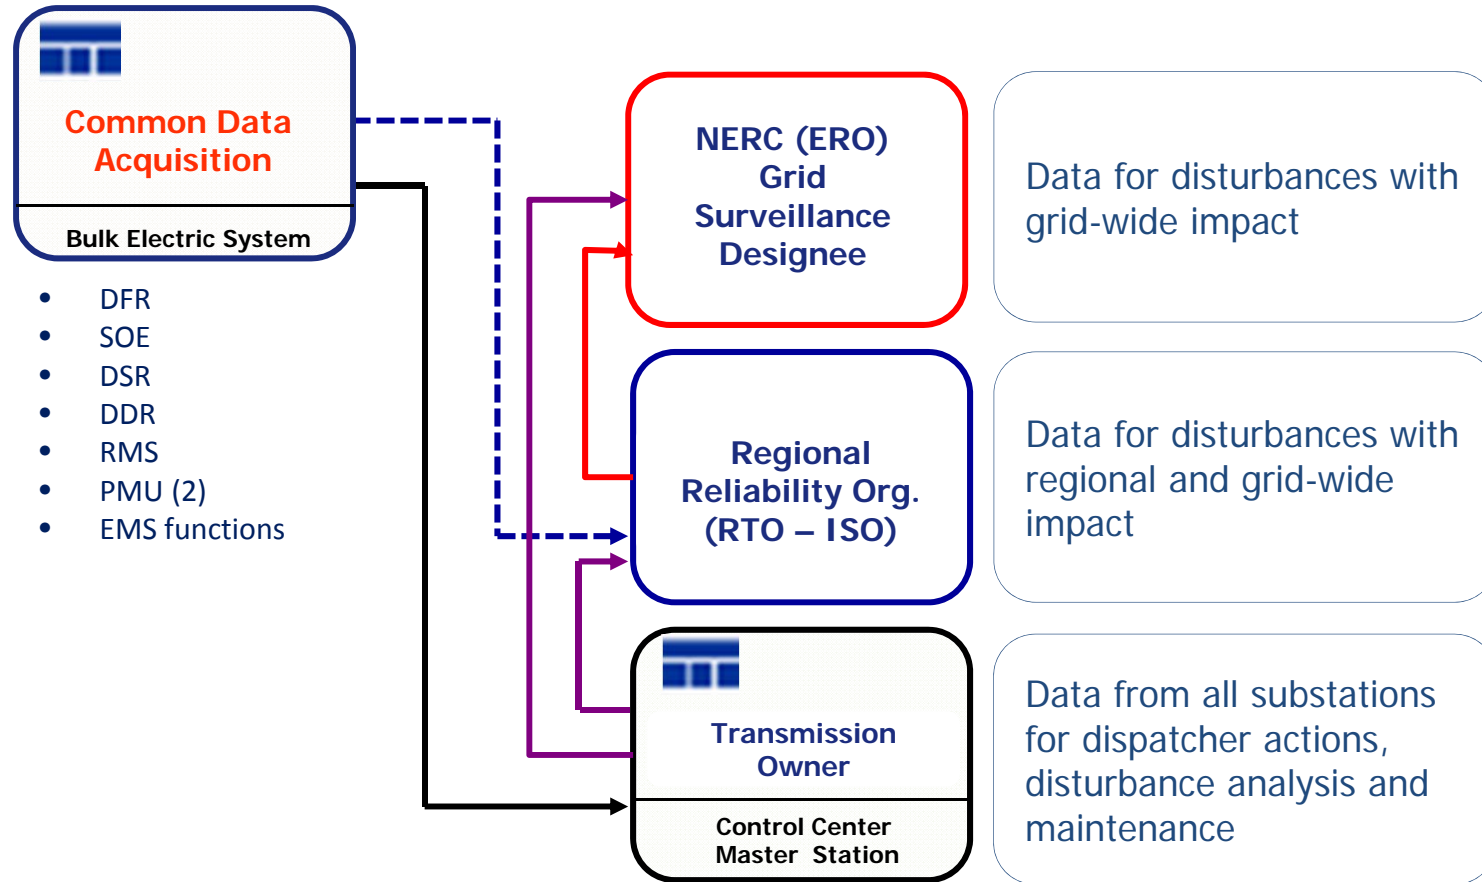 Common Data
Acquisition
Bulk Electric System
• DFR
• SOE
• DSR
• DDR
• RMS
• PMU (2)
• EMS functions
NERC (ERO)
Grid
Surveillance
Designee
Data for disturbances with
grid-wide impact
Regional
Reliability Org.
(RTO – ISO)
Data for disturbances with
regional and grid-wide
impact
Transmission
Owner
Control Center
Master Station
Data from all substations
for dispatcher actions,
disturbance analysis and
maintenance